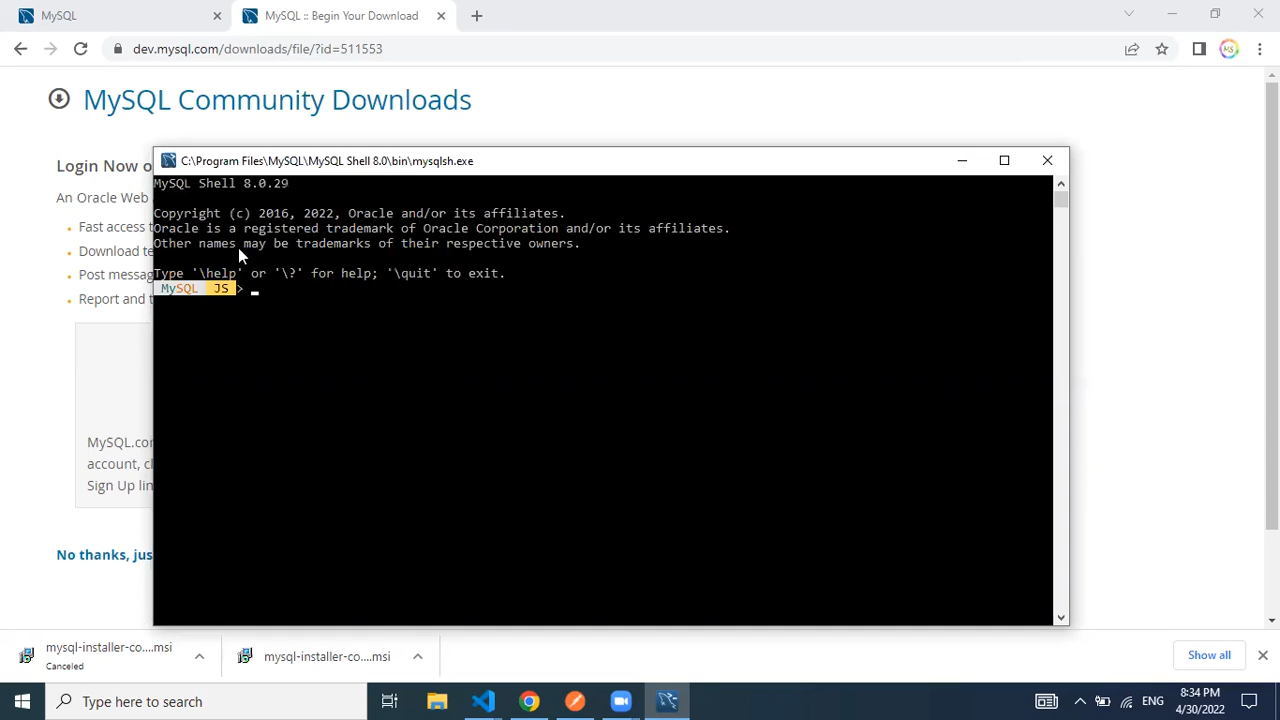 MySQL
MySQL :: Begin Your Download
dev.mysql.com/downloads/file/?id=511553
MS
MySQL Community Downloads
Login Now o
An Oracle Web
Fast access t
Download te
Post messag
Report and t
MySQL.com
account, cl
Sign Up lin
No thanks, jus
C:\Program Files\MySQL\MySQL Shell 8.0\bin\mysqlsh.exe
MySQL Shell 8.0.29
Copyright (c) 2016, 2022, Oracle and/or its affiliates.
Oracle is a registered trademark of Oracle Corporation and/or its affiliates.
Other names may be trademarks of their respective owners.
Type '\help' or '\?' for help; '\quit' to exit.
MySQL JS >
mysql-installer-co....msi
Canceled
mysql-installer-co....msi
Show all
Type here to search
ENG
8:34 PM
4/30/2022